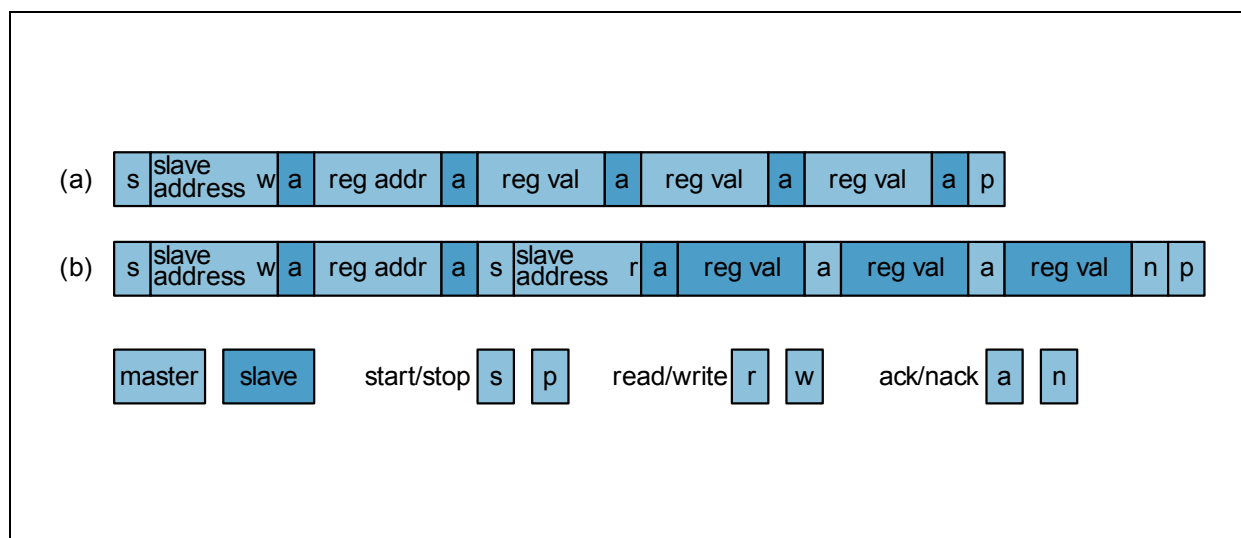 (a) s slave address w a reg addr a reg val a reg val a reg val a p
(b) s slave address w a reg addr a s slave address r a reg val a reg val a reg val n p
master slave start/stop s p read/write r w ack/nack a n